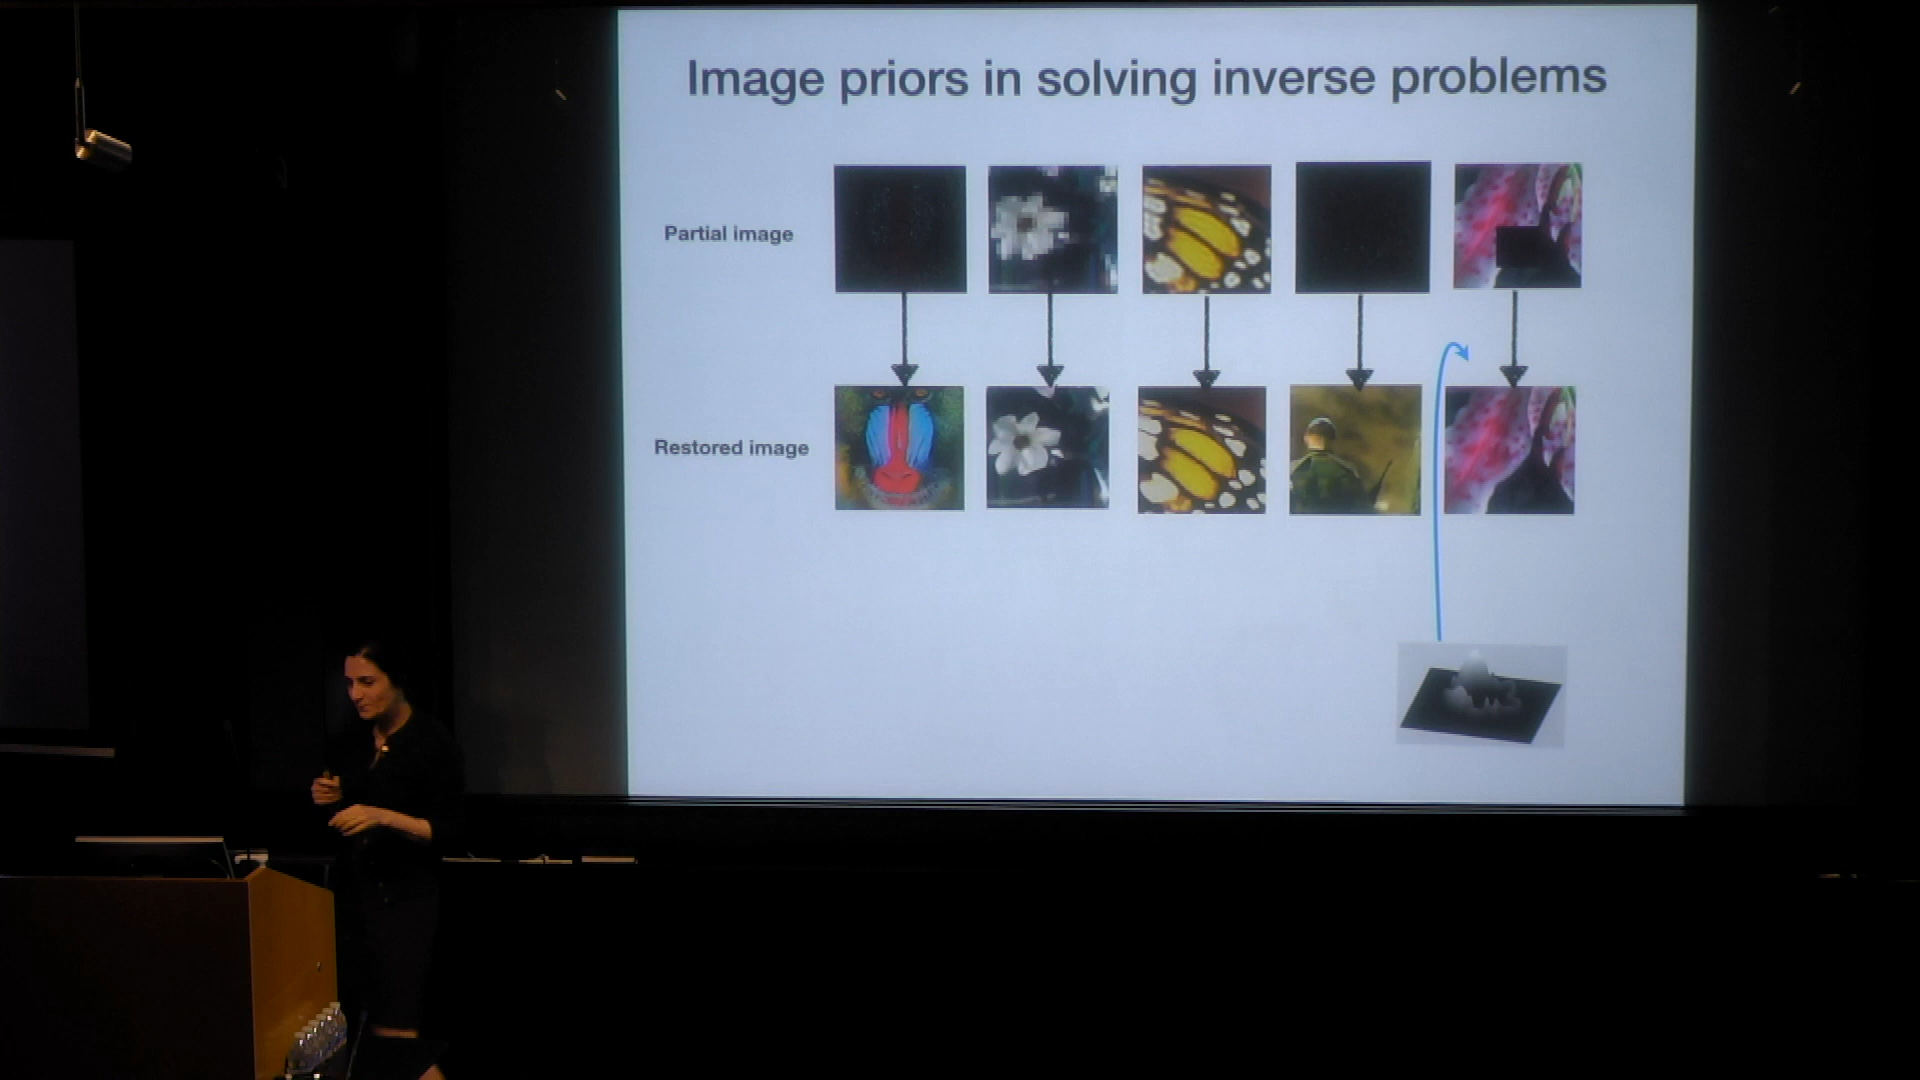 Image priors in solving inverse problems
Partial image
Restored image